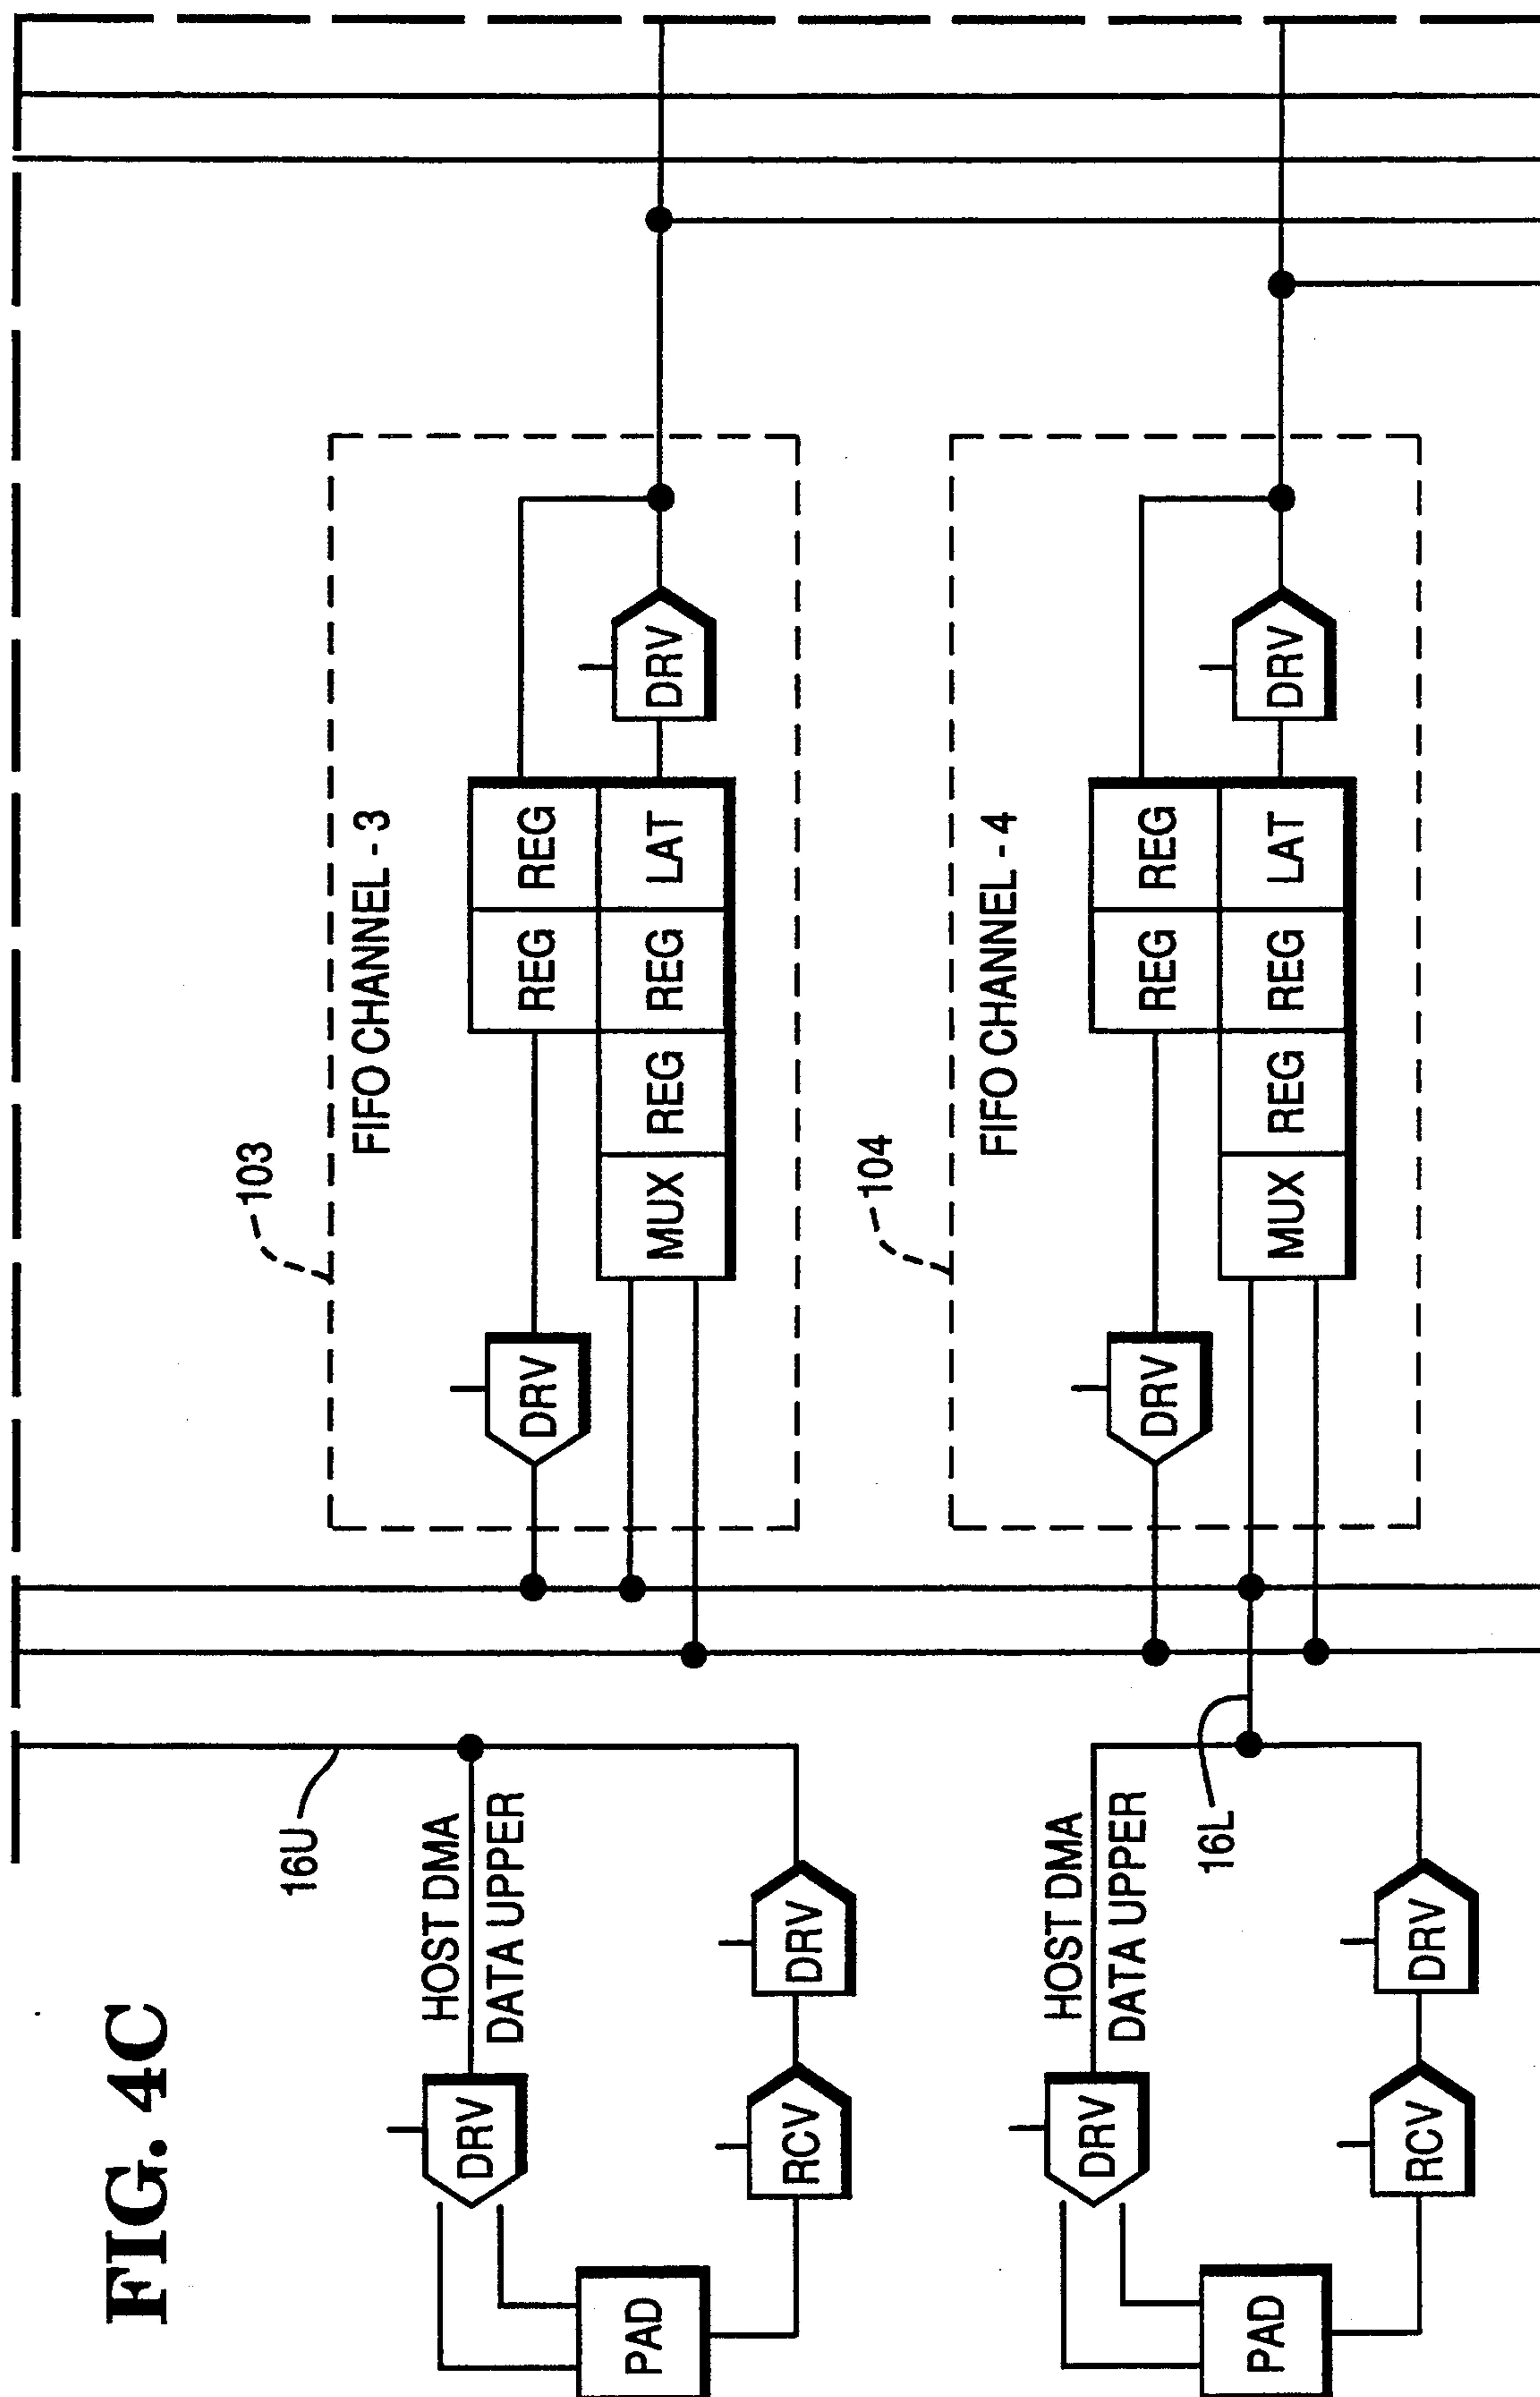 FIG. 4C
16U
HOST DMA
DATA UPPER
DRV
PAD
RCV
DRV
103
FIFO CHANNEL - 3
DRV
REG
REG
MUX
REG
REG
LAT
DRV
16L
HOST DMA
DATA UPPER
DRV
PAD
RCV
DRV
104
FIFO CHANNEL - 4
DRV
REG
REG
MUX
REG
REG
LAT
DRV